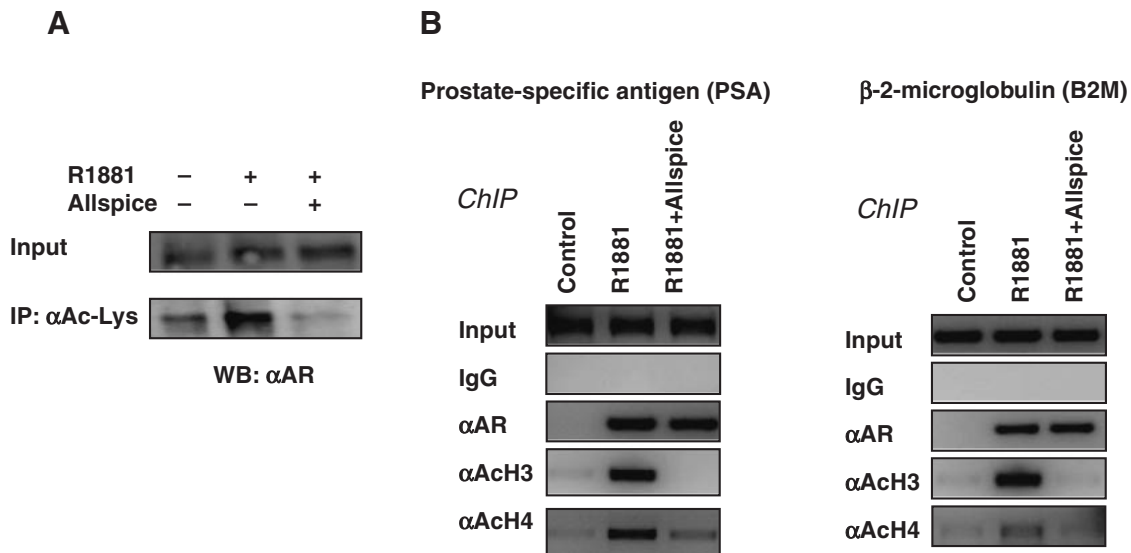 A
R1881 – + +
Allspice – – +
Input
IP: αAc-Lys
WB: αAR
B
Prostate-specific antigen (PSA)
ChIP
Control
R1881
R1881+Allspice
Input
IgG
αAR
αAcH3
αAcH4
β-2-microglobulin (B2M)
ChIP
Control
R1881
R1881+Allspice
Input
IgG
αAR
αAcH3
αAcH4